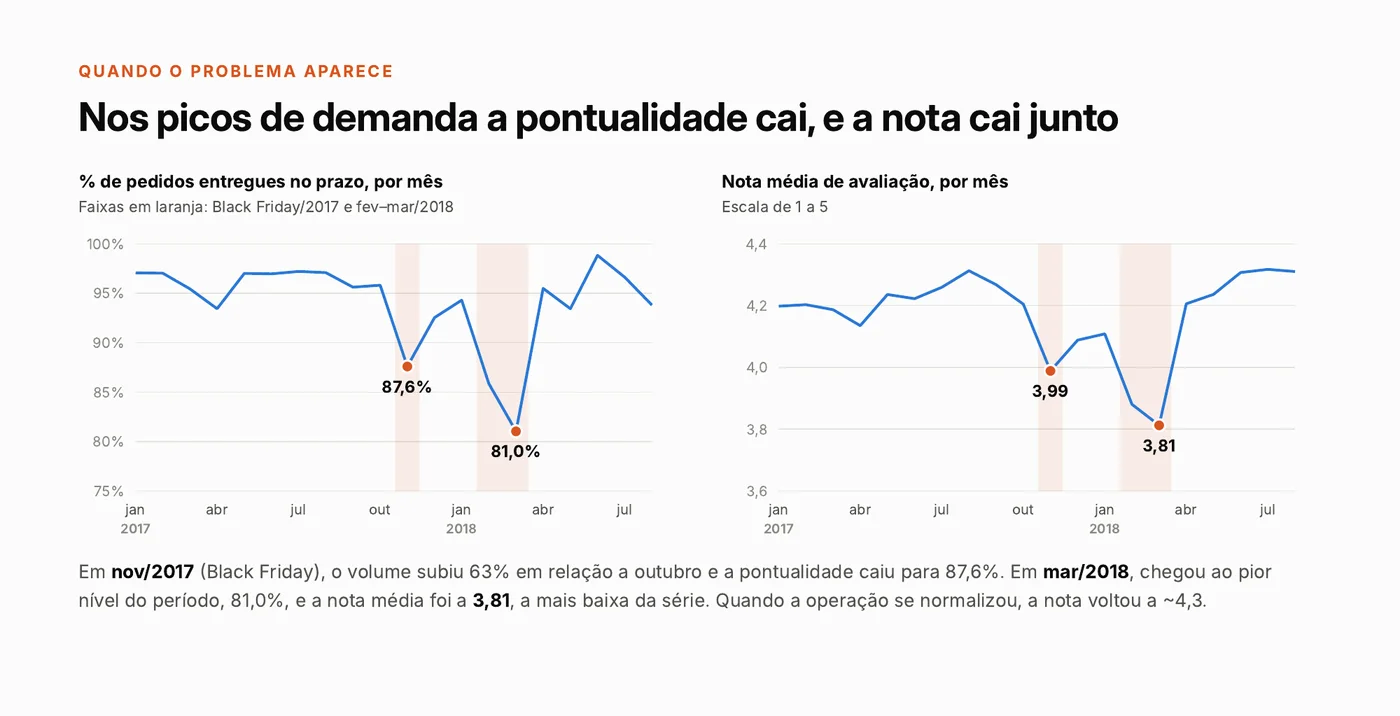 QUANDO O PROBLEMA APARECE
Nos picos de demanda a pontualidade cai, e a nota cai junto
% de pedidos entregues no prazo, por mês
Faixas em laranja: Black Friday/2017 e fev–mar/2018
100%
95%
90%
85%
80%
75%
87,6%
81,0%
jan abr jul out jan abr jul
2017 2018
Nota média de avaliação, por mês
Escala de 1 a 5
4,4
4,2
4,0
3,8
3,6
3,99
3,81
jan abr jul out jan abr jul
2017 2018
Em nov/2017 (Black Friday), o volume subiu 63% em relação a outubro e a pontualidade caiu para 87,6%. Em mar/2018, chegou ao pior
nível do período, 81,0%, e a nota média foi a 3,81, a mais baixa da série. Quando a operação se normalizou, a nota voltou a ~4,3.